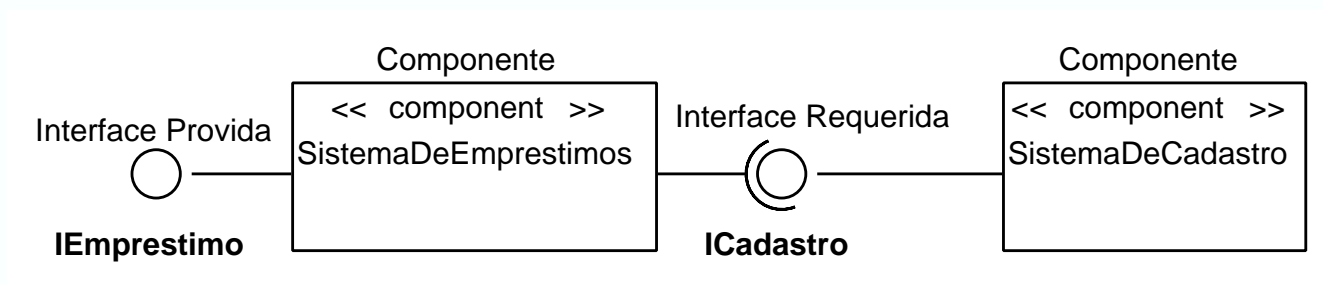 Componente
Componente
Interface Provida
<< component >>
Interface Requerida
<< component >>
SistemaDeEmprestimos
SistemaDeCadastro
IEmprestimo
ICadastro